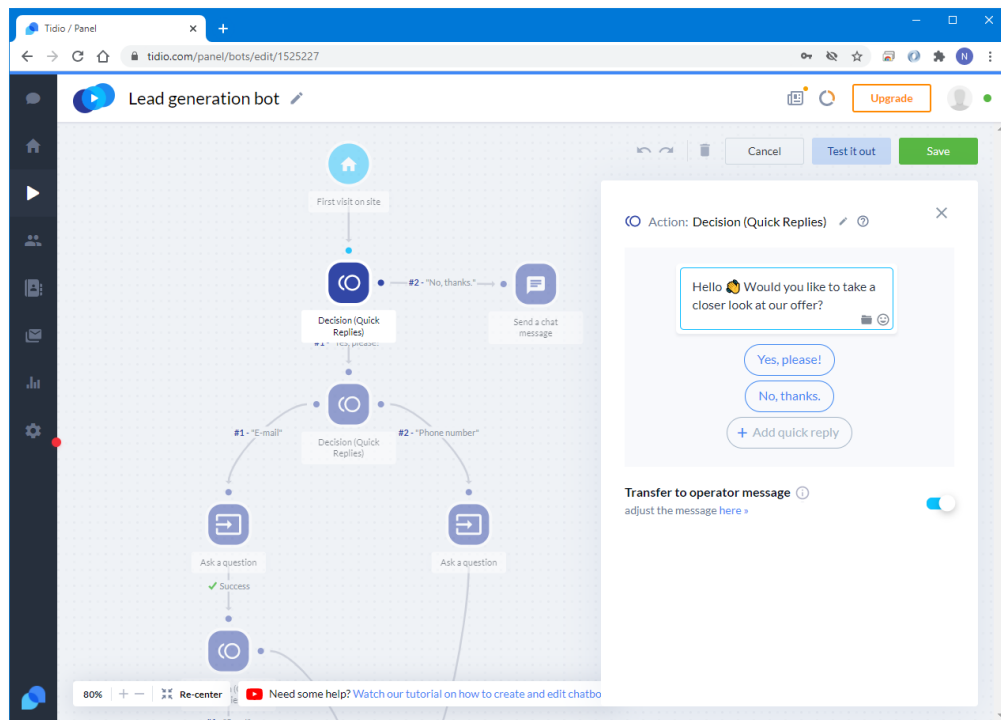 Tidio / Panel
tidio.com/panel/bots/edit/1525227
N
Lead generation bot
Upgrade
Cancel
Test it out
Save
First visit on site
Action: Decision (Quick Replies)
Hello 👏 Would you like to take a
closer look at our offer?
#2 - "No, thanks."
Decision (Quick
Replies)
Send a chat
message
#1 - "Yes, please!"
Yes, please!
No, thanks.
+ Add quick reply
#1 - "E-mail"
#2 - "Phone number"
Decision (Quick
Replies)
Transfer to operator message
adjust the message here »
Ask a question
Ask a question
Success
80%
Re-center
Need some help? Watch our tutorial on how to create and edit chatbo